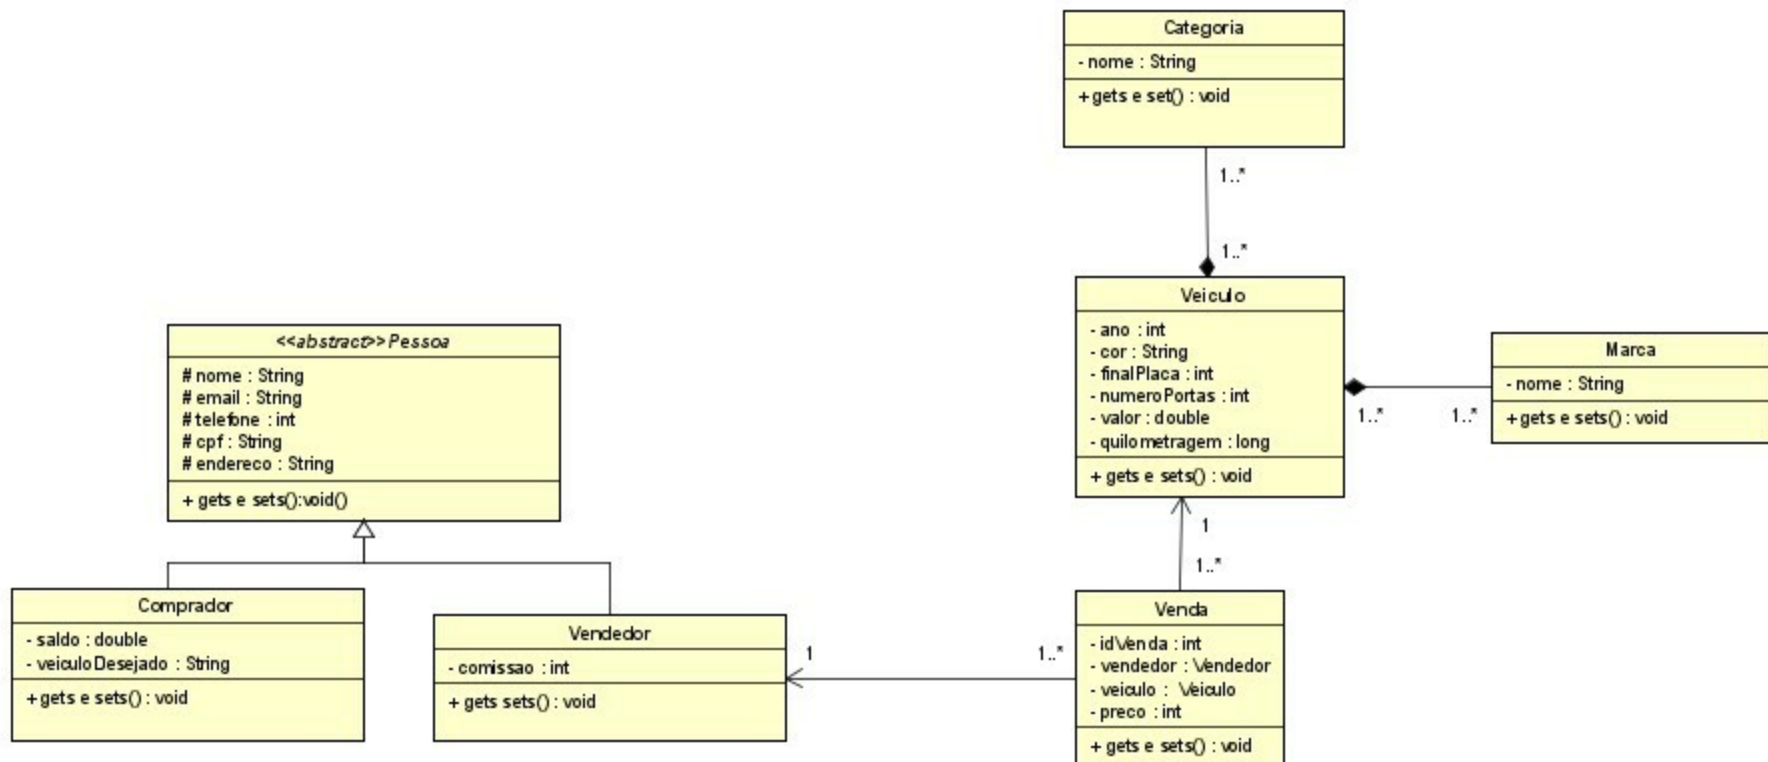 Categoria
- nome : String
+ gets e set() : void
1..*
1..*
Veiculo
- ano : int
- cor : String
- finalPlaca : int
- numeroPortas : int
- valor : double
- quilometragem : long
+ gets e sets() : void
1..*
1..*
Marca
- nome : String
+ gets e sets() : void
<<abstract>> Pessoa
# nome : String
# email : String
# telefone : int
# cpf : String
# endereco : String
+ gets e sets():void()
1
1..*
Comprador
- saldo : double
- veiculoDesejado : String
+ gets e sets() : void
Vendedor
- comissao : int
+ gets sets() : void
1
1..*
Venda
- idVenda : int
- vendedor : Vendedor
- veiculo : Veiculo
- preco : int
+ gets e sets() : void